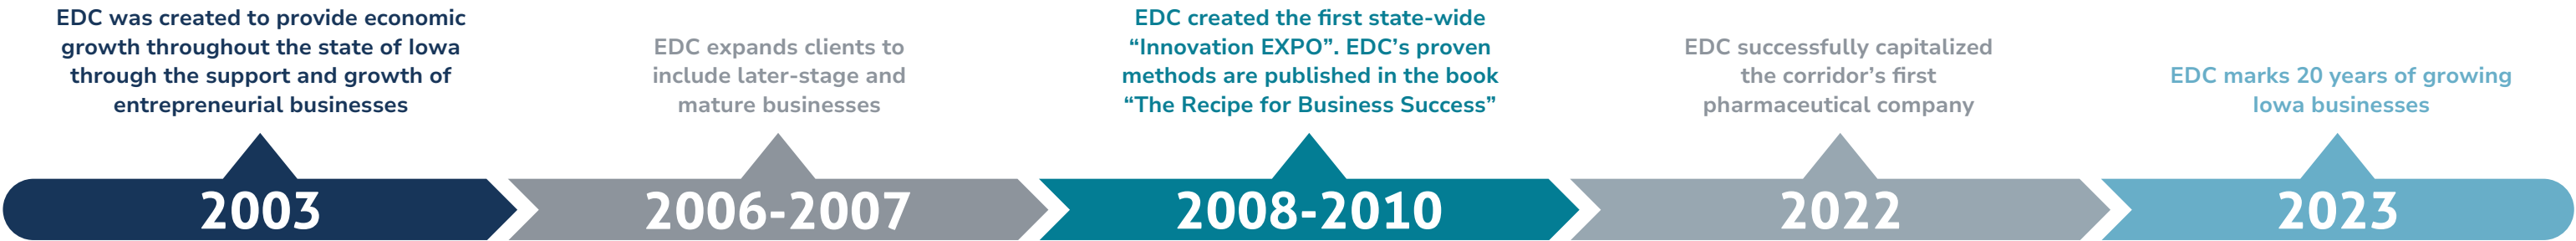 EDC was created to provide economic
growth throughout the state of Iowa
through the support and growth of
entrepreneurial businesses
2003
EDC expands clients to
include later-stage and
mature businesses
2006-2007
EDC created the first state-wide
“Innovation EXPO”. EDC’s proven
methods are published in the book
“The Recipe for Business Success”
2008-2010
EDC successfully capitalized
the corridor’s first
pharmaceutical company
2022
EDC marks 20 years of growing
Iowa businesses
2023